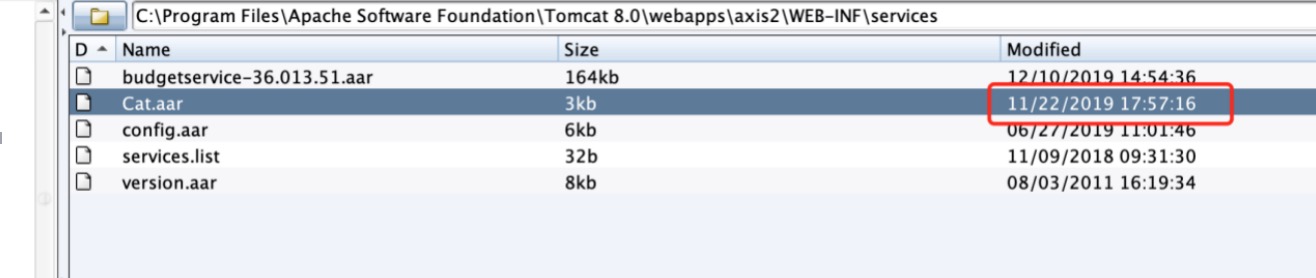 C:\Program Files\Apache Software Foundation\Tomcat 8.0\webapps\axis2\WEB-INF\services
D Name Size Modified
budgetservice-36.013.51.aar 164kb 12/10/2019 14:54:36
Cat.aar 3kb 11/22/2019 17:57:16
config.aar 6kb 06/27/2019 11:01:46
services.list 32b 11/09/2018 09:31:30
version.aar 8kb 08/03/2011 16:19:34